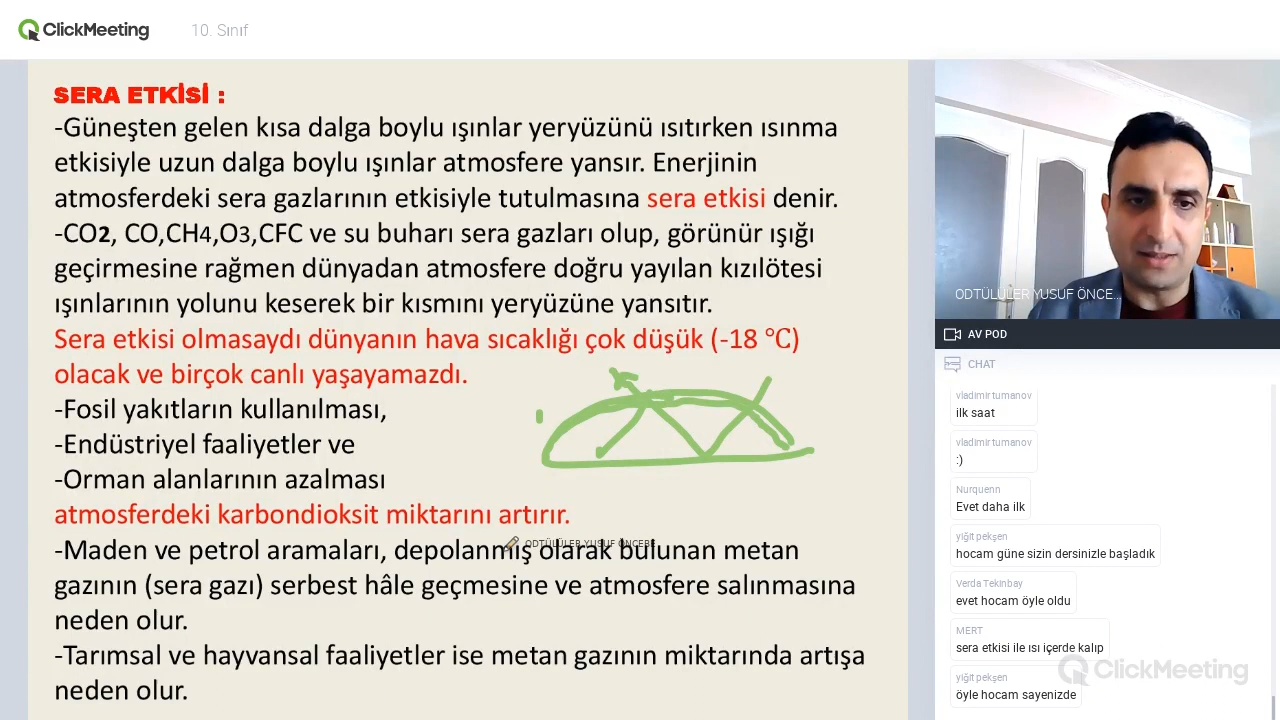 ClickMeeting
10. Sınıf
SERA ETKİSİ :
-Güneşten gelen kısa dalga boylu ışınlar yeryüzünü ısıtırken ısınma
etkisiyle uzun dalga boylu ışınlar atmosfere yansır. Enerjinin
atmosferdeki sera gazlarının etkisiyle tutulmasına sera etkisi denir.
-CO2, CO,CH4,O3,CFC ve su buharı sera gazları olup, görünür ışığı
geçirmesine rağmen dünyadan atmosfere doğru yayılan kızılötesi
ışınlarının yolunu keserek bir kısmını yeryüzüne yansıtır.
Sera etkisi olmasaydı dünyanın hava sıcaklığı çok düşük (-18 °C)
olacak ve birçok canlı yaşayamazdı.
-Fosil yakıtların kullanılması,
-Endüstriyel faaliyetler ve
-Orman alanlarının azalması
atmosferdeki karbondioksit miktarını artırır.
ODTÜLÜLER YUSUF ÖNCEBE
-Maden ve petrol aramaları, depolanmış olarak bulunan metan
gazının (sera gazı) serbest hâle geçmesine ve atmosfere salınmasına
neden olur.
-Tarımsal ve hayvansal faaliyetler ise metan gazının miktarında artışa
neden olur.
ODTÜLÜLER YUSUF ÖNCE...
AV POD
CHAT
vladimir tumanov
ilk saat
vladimir tumanov
:)
Nurquenn
Evet daha ilk
yiğit pekşen
hocam güne sizin dersinizle başladık
Verda Tekinbay
evet hocam öyle oldu
MERT
sera etkisi ile ısı içerde kalıp
yiğit pekşen
öyle hocam sayenizde
ClickMeeting